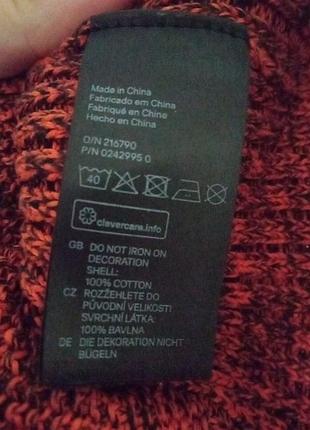 Made in China
Fabricado em China
Fabriqué en China
Hecho en China
O/N 216790
P/N 0242995 0
40
clevercare.info
GB DO NOT IRON ON
DECORATION
SHELL:
100% COTTON
CZ ROZŽEHLETE DO
PŮVODNÍ VELIKOSTI
SVRCHNÍ LÁTKA:
100% BAVLNA
DE DIE DEKORATION NICHT
BÜGELN